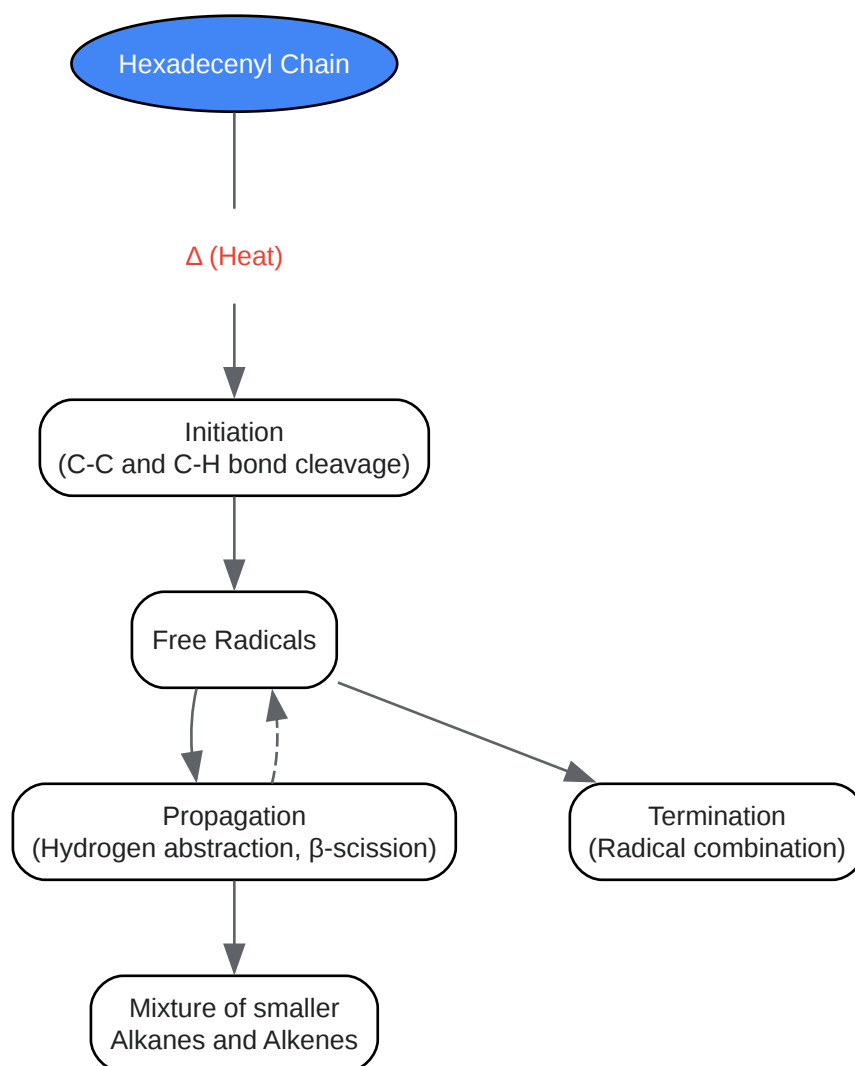 Hexadecenyl Chain
Δ (Heat)
Initiation
(C-C and C-H bond cleavage)
Free Radicals
Propagation
(Hydrogen abstraction, β-scission)
Termination
(Radical combination)
Mixture of smaller
Alkanes and Alkenes